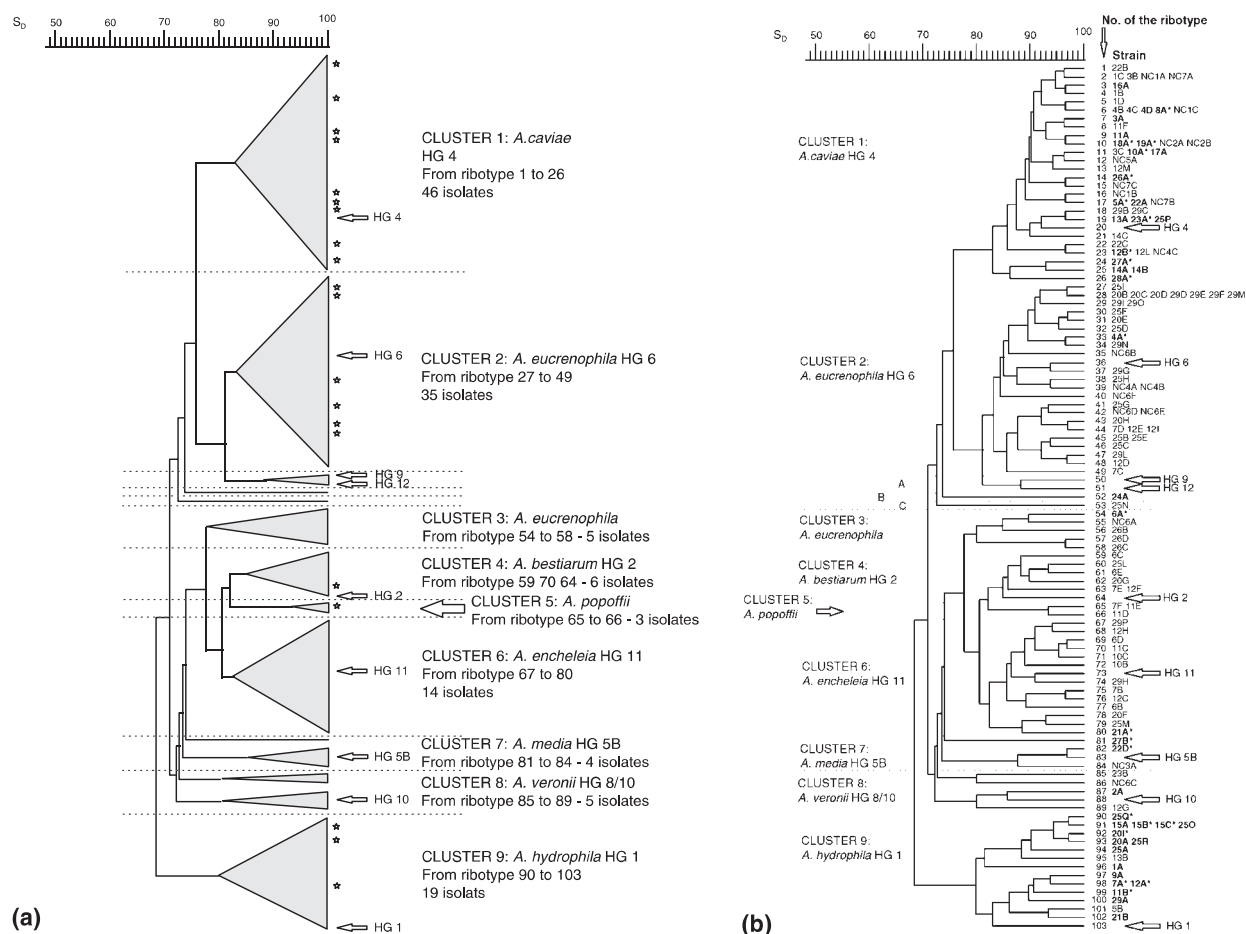 S_D 50 60 70 80 90 100
CLUSTER 1: A.caviae
HG 4
From ribotype 1 to 26
46 isolates
HG 4
HG 6
CLUSTER 2: A. eucrenophila HG 6
From ribotype 27 to 49
35 isolates
HG 9
HG 12
CLUSTER 3: A. eucrenophila
From ribotype 54 to 58 - 5 isolates
CLUSTER 4: A. bestiarum HG 2
From ribotype 59 70 64 - 6 isolates
HG 2
CLUSTER 5: A. popoffii
From ribotype 65 to 66 - 3 isolates
CLUSTER 6: A. encheleia HG 11
HG 11
From ribotype 67 to 80
14 isolates
CLUSTER 7: A. media HG 5B
HG 5B
From ribotype 81 to 84 - 4 isolates
CLUSTER 8: A. veronii HG 8/10
HG 10
From ribotype 85 to 89 - 5 isolates
CLUSTER 9: A. hydrophila HG 1
From ribotype 90 to 103
19 isolats
HG 1
(a)
No. of the ribotype
S_D 50 60 70 80 90 100
Strain
1 22B
2 1C 3B NC1A NC7A
3 16A
4 1B
5 1D
6 4B 4C 4D 8A* NC1C
7 3A
8 11F
9 11A
10 18A* 19A* NC2A NC2B
11 3C 10A* 17A
12 NC5A
13 12M
14 26A*
15 NC7C
16 NC1B
17 5A* 22A NC7B
18 29B 29C
19 13A 23A* 25P
20 HG 4
21 14C
22 22C
23 12B* 12L NC4C
24 27A*
25 14A 14B
26 28A*
27 25I
28 20B 20C 20D 29D 29E 29F 29M
29 29I 29O
30 25F
31 20E
32 25D
33 4A*
34 29N
35 NC6B
36 HG 6
37 29G
38 25H
39 NC4A NC4B
40 NC6F
41 25G
42 NC6D NC6E
43 20H
44 7D 12E 12I
45 25B 25E
46 25C
47 29L
48 12D
49 7C
50 HG 9
51 HG 12
52 24A
53 25N
54 6A*
55 NC6A
56 26B
57 26D
58 26C
59 6C
60 25L
61 6E
62 20G
63 7E 12F
64 HG 2
65 7F 11E
66 11D
67 29P
68 12H
69 6D
70 11C
71 10C
72 10B
73 HG 11
74 29H
75 7B
76 12C
77 6B
78 20F
79 25M
80 21A*
81 27B*
82 22D*
83 HG 5B
84 NC3A
85 23B
86 NC6C
87 2A
88 HG 10
89 12G
90 25Q*
91 15A 15B* 15C* 25O
92 20I*
93 20A 25R
94 25A
95 13B
96 1A
97 9A
98 7A* 12A*
99 11B*
100 29A
101 5B
102 21B
103 HG 1
CLUSTER 1:
A.caviae HG 4
CLUSTER 2:
A. eucrenophila HG 6
A
B
C
CLUSTER 3:
A. eucrenophila
CLUSTER 4:
A. bestiarum HG 2
CLUSTER 5:
A. popoffii
CLUSTER 6:
A. encheleia HG 11
CLUSTER 7:
A. media HG 5B
CLUSTER 8:
A. veronii HG 8/10
CLUSTER 9:
A. hydrophila HG 1
(b)